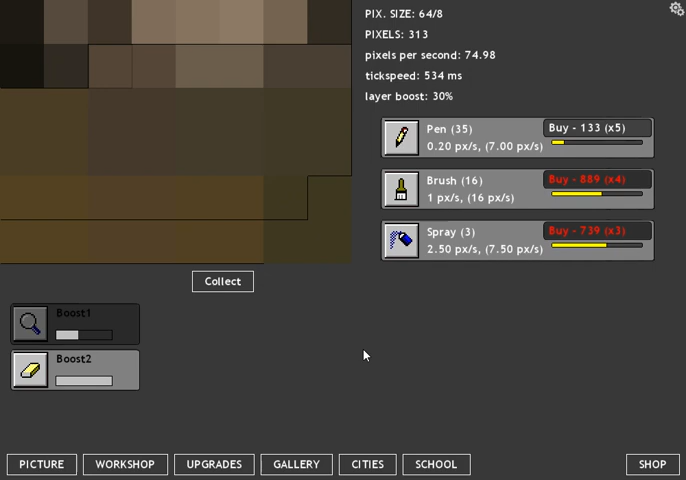 PIX. SIZE: 64/8
PIXELS: 313
pixels per second: 74.98
tickspeed: 534 ms
layer boost: 30%
Pen (35)
Buy - 133 (x5)
0.20 px/s, (7.00 px/s)
Brush (16)
Buy - 889 (x4)
1 px/s, (16 px/s)
Spray (3)
Buy - 739 (x3)
2.50 px/s, (7.50 px/s)
Collect
Boost1
Boost2
PICTURE
WORKSHOP
UPGRADES
GALLERY
CITIES
SCHOOL
SHOP